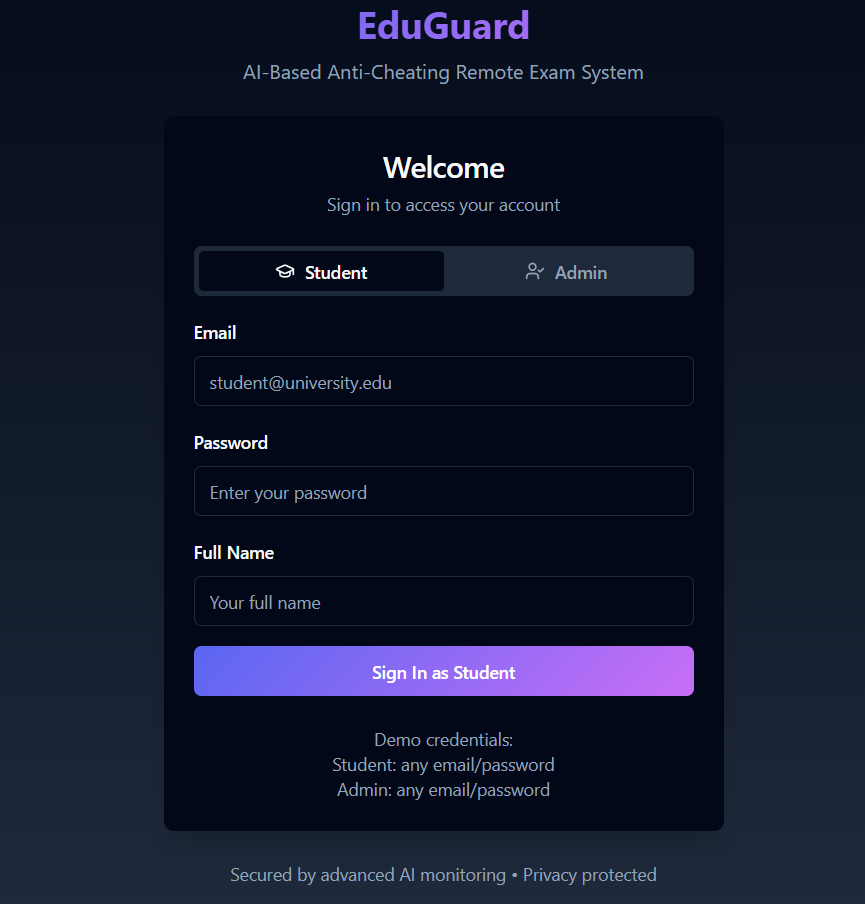 EduGuard
AI-Based Anti-Cheating Remote Exam System
Welcome
Sign in to access your account
Student
Admin
Email
student@university.edu
Password
Enter your password
Full Name
Your full name
Sign In as Student
Demo credentials:
Student: any email/password
Admin: any email/password
Secured by advanced AI monitoring • Privacy protected